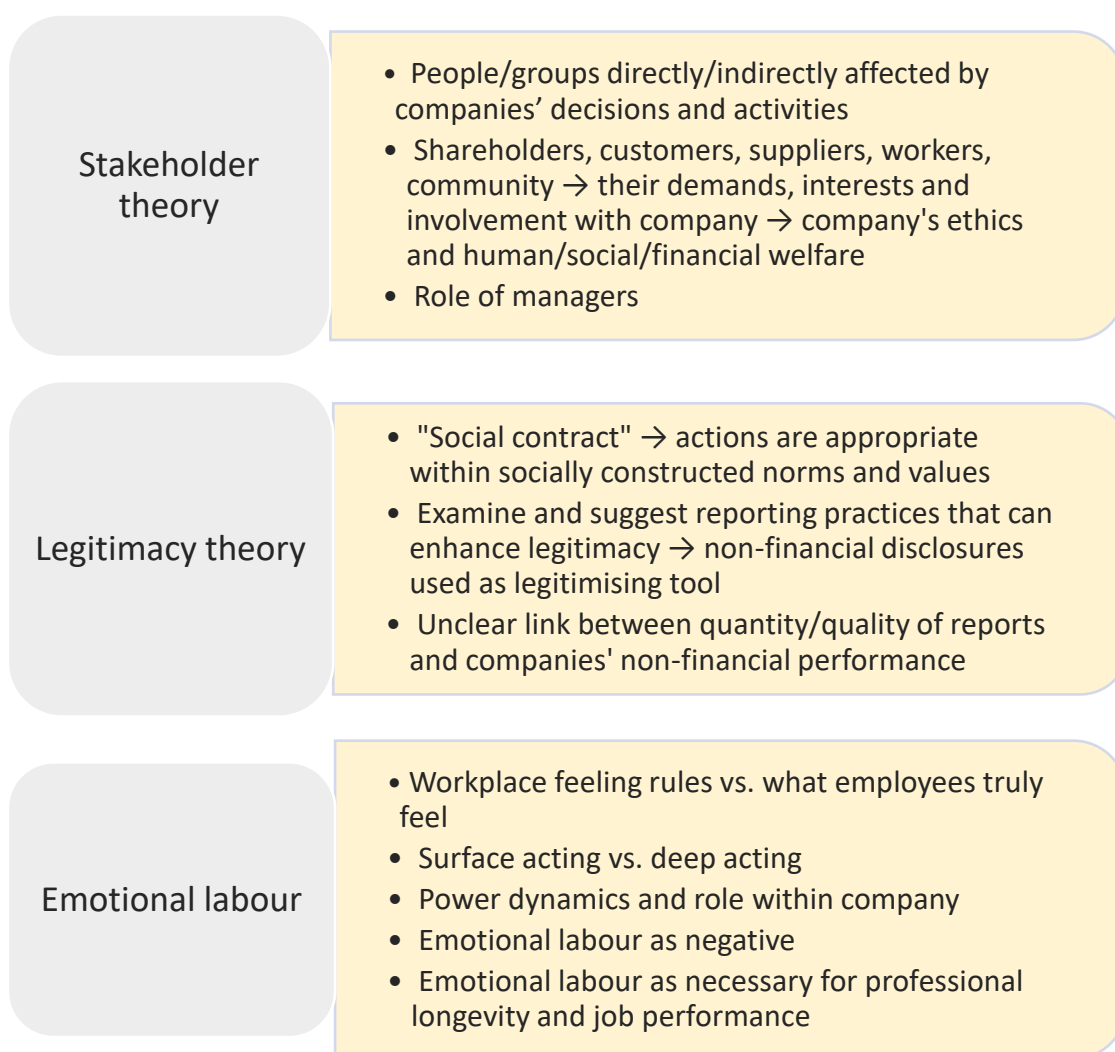 Stakeholder
theory
• People/groups directly/indirectly affected by
companies’ decisions and activities
• Shareholders, customers, suppliers, workers,
community → their demands, interests and
involvement with company → company's ethics
and human/social/financial welfare
• Role of managers
Legitimacy theory
• "Social contract" → actions are appropriate
within socially constructed norms and values
• Examine and suggest reporting practices that can
enhance legitimacy → non-financial disclosures
used as legitimising tool
• Unclear link between quantity/quality of reports
and companies' non-financial performance
Emotional labour
• Workplace feeling rules vs. what employees truly
feel
• Surface acting vs. deep acting
• Power dynamics and role within company
• Emotional labour as negative
• Emotional labour as necessary for professional
longevity and job performance